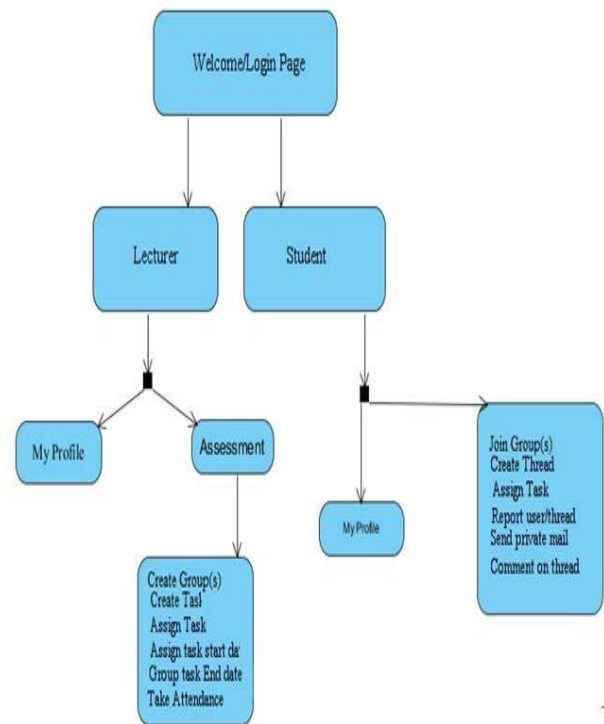 Welcome/Login Page
Lecturer
Student
My Profile
Assessment
Create Group(s)
Create Tasl
Assign Task
Assign task start da
Group task End date
Take Attendance
My Profile
Join Group(s)
Create Thread
Assign Task
Report user/thread
Send private mail
Comment on thread